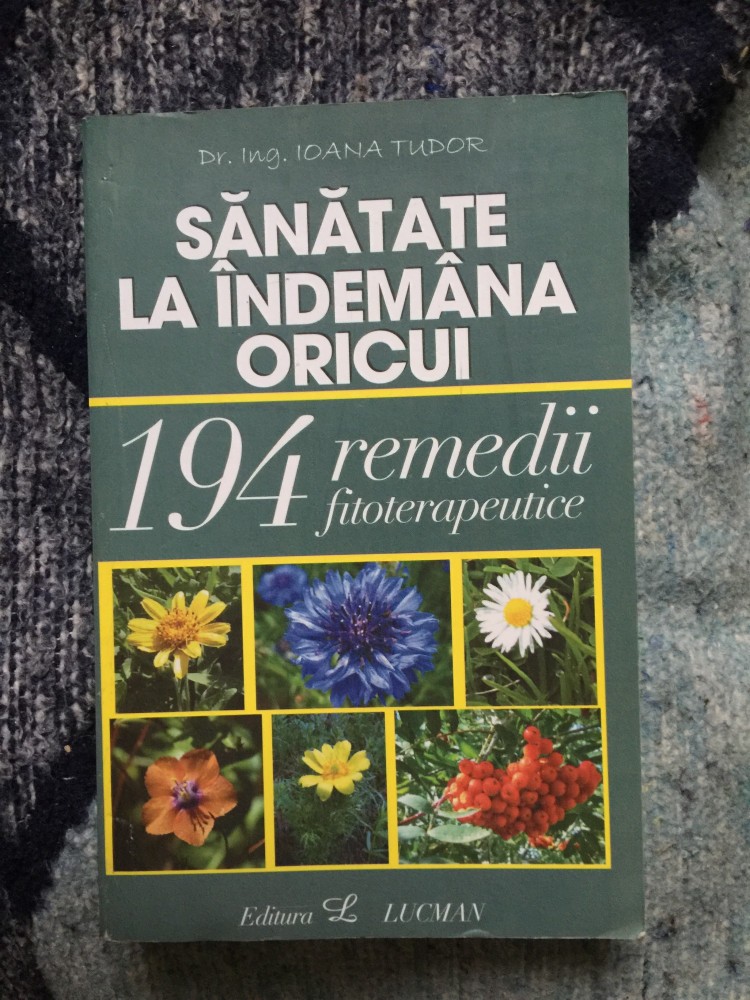 Dr. Ing. IOANA TUDOR
SĂNĂTATE
LA ÎNDEMÂNA
ORICUI
194 remedii
fitoterapeutice
Editura L LUCMAN